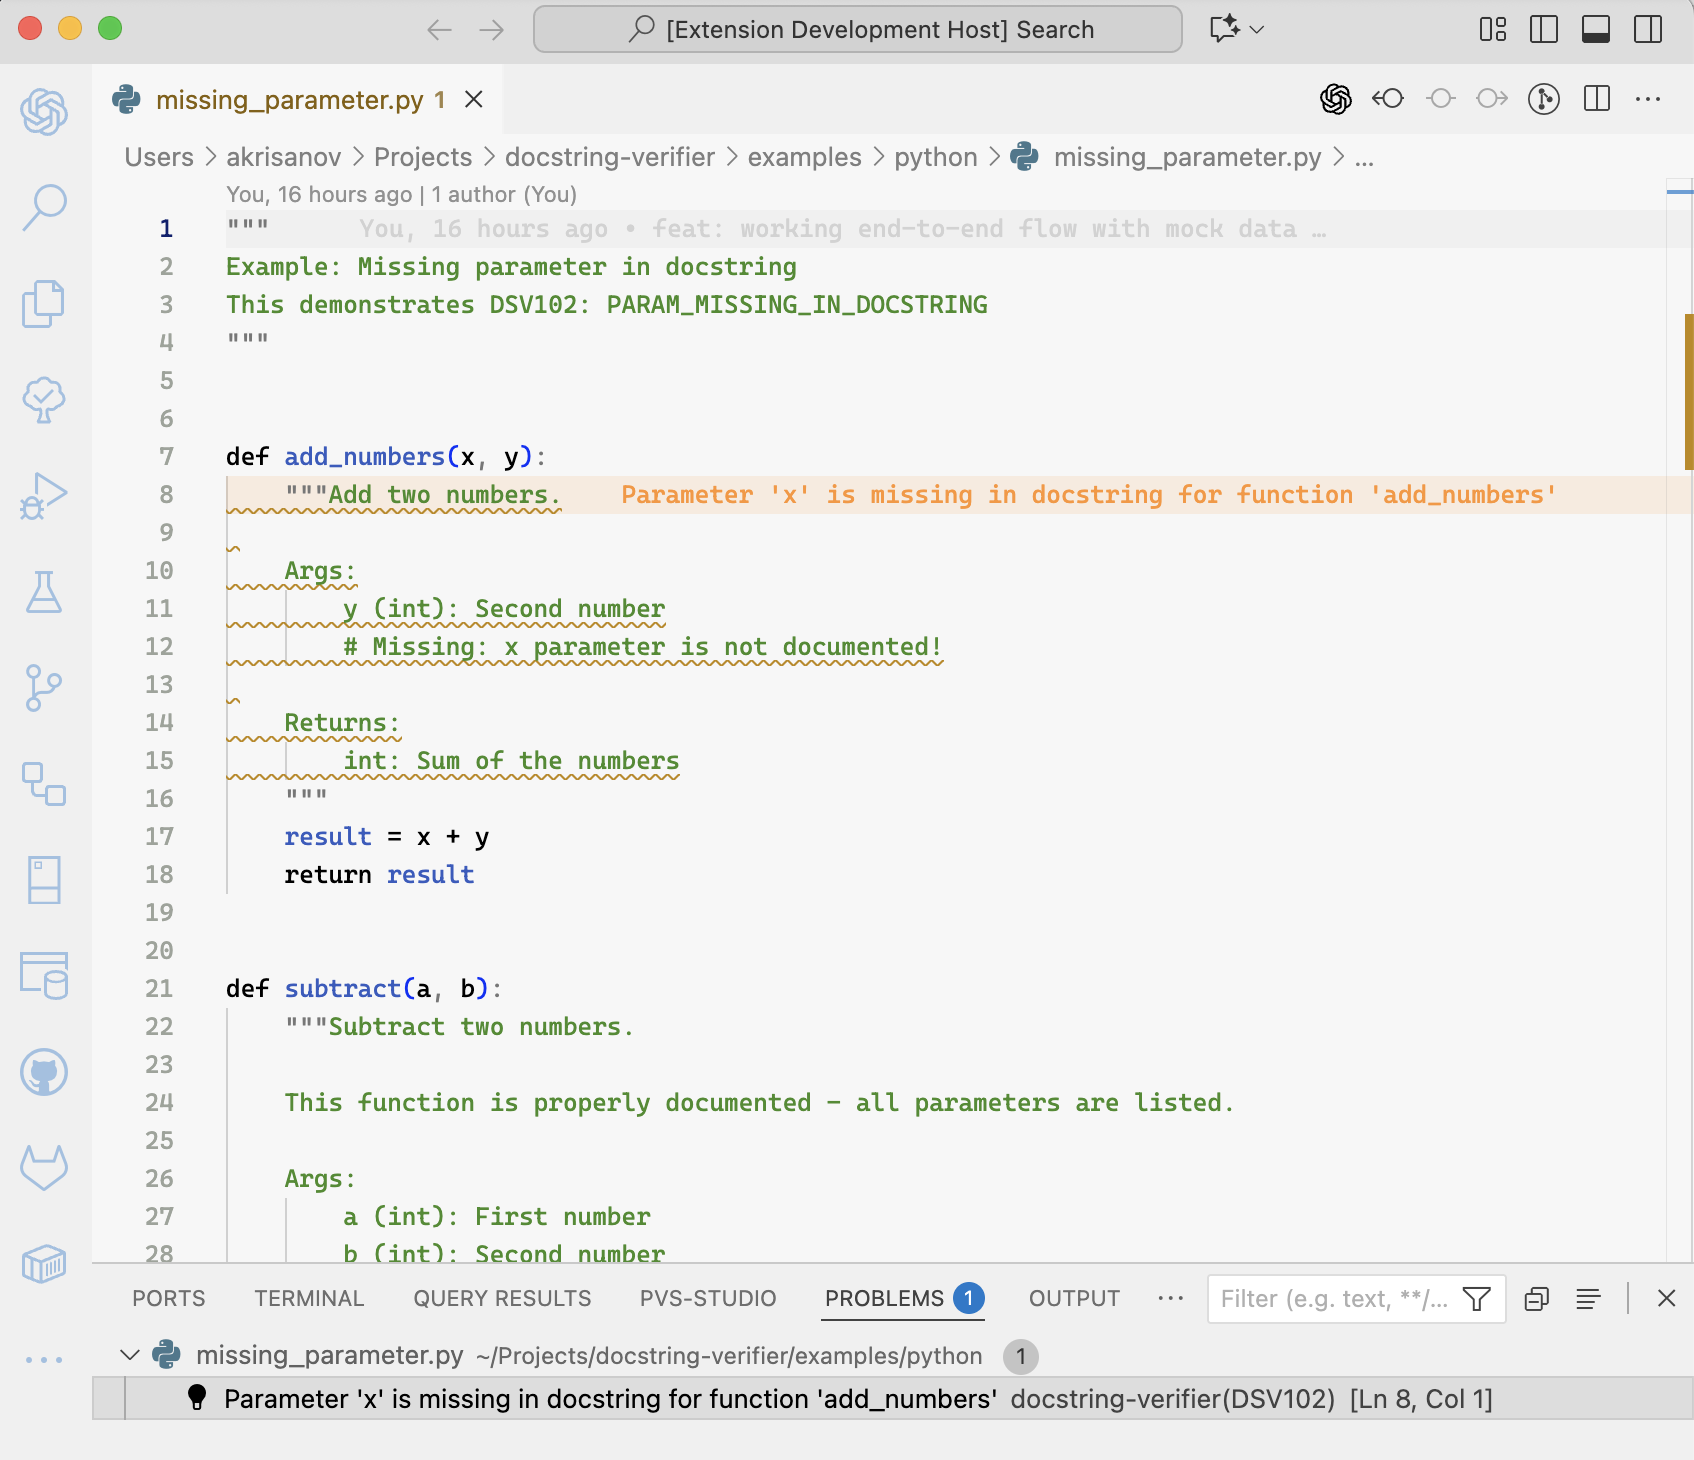 [Extension Development Host] Search
missing_parameter.py 1
Users > akrisanov > Projects > docstring-verifier > examples > python > missing_parameter.py > ...
You, 16 hours ago | 1 author (You)
1 """ You, 16 hours ago • feat: working end-to-end flow with mock data …
2 Example: Missing parameter in docstring
3 This demonstrates DSV102: PARAM_MISSING_IN_DOCSTRING
4 """
5
6
7 def add_numbers(x, y):
8 """Add two numbers. Parameter 'x' is missing in docstring for function 'add_numbers'
9
10 Args:
11 y (int): Second number
12 # Missing: x parameter is not documented!
13
14 Returns:
15 int: Sum of the numbers
16 """
17 result = x + y
18 return result
19
20
21 def subtract(a, b):
22 """Subtract two numbers.
23
24 This function is properly documented - all parameters are listed.
25
26 Args:
27 a (int): First number
28 b (int): Second number
PORTS TERMINAL QUERY RESULTS PVS-STUDIO PROBLEMS 1 OUTPUT ... Filter (e.g. text, **/...
missing_parameter.py ~/Projects/docstring-verifier/examples/python 1
Parameter 'x' is missing in docstring for function 'add_numbers' docstring-verifier(DSV102) [Ln 8, Col 1]